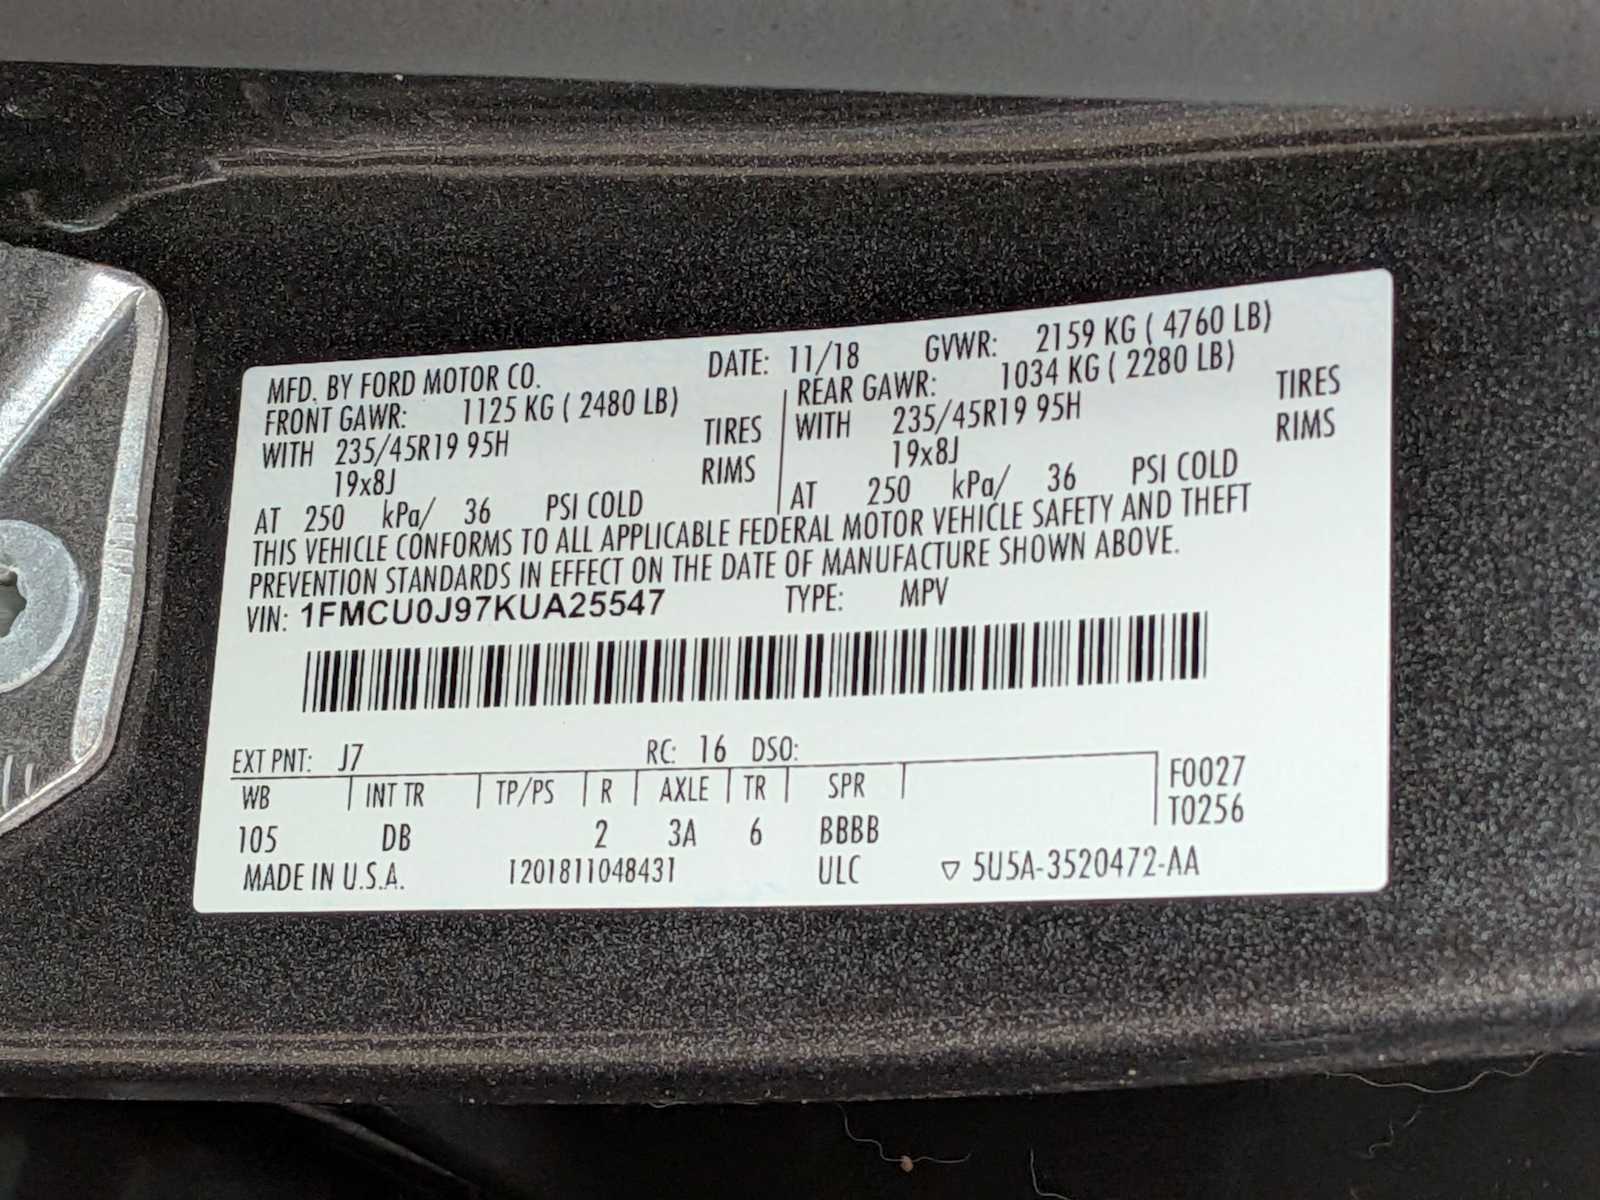 MFD. BY FORD MOTOR CO. DATE: 11/18 GVWR: 2159 KG ( 4760 LB)
FRONT GAWR: 1125 KG ( 2480 LB) REAR GAWR: 1034 KG ( 2280 LB)
WITH 235/45R19 95H TIRES WITH 235/45R19 95H TIRES
19x8J RIMS 19x8J RIMS
AT 250 kPa/ 36 PSI COLD AT 250 kPa/ 36 PSI COLD
THIS VEHICLE CONFORMS TO ALL APPLICABLE FEDERAL MOTOR VEHICLE SAFETY AND THEFT
PREVENTION STANDARDS IN EFFECT ON THE DATE OF MANUFACTURE SHOWN ABOVE.
VIN: 1FMCU0J97KUA25547 TYPE: MPV
EXT PNT: J7 RC: 16 DSO:
WB INT TR TP/PS R AXLE TR SPR F0027
105 DB 2 3A 6 BBBB T0256
MADE IN U.S.A. 1201811048431 ULC ▽ 5U5A-3520472-AA